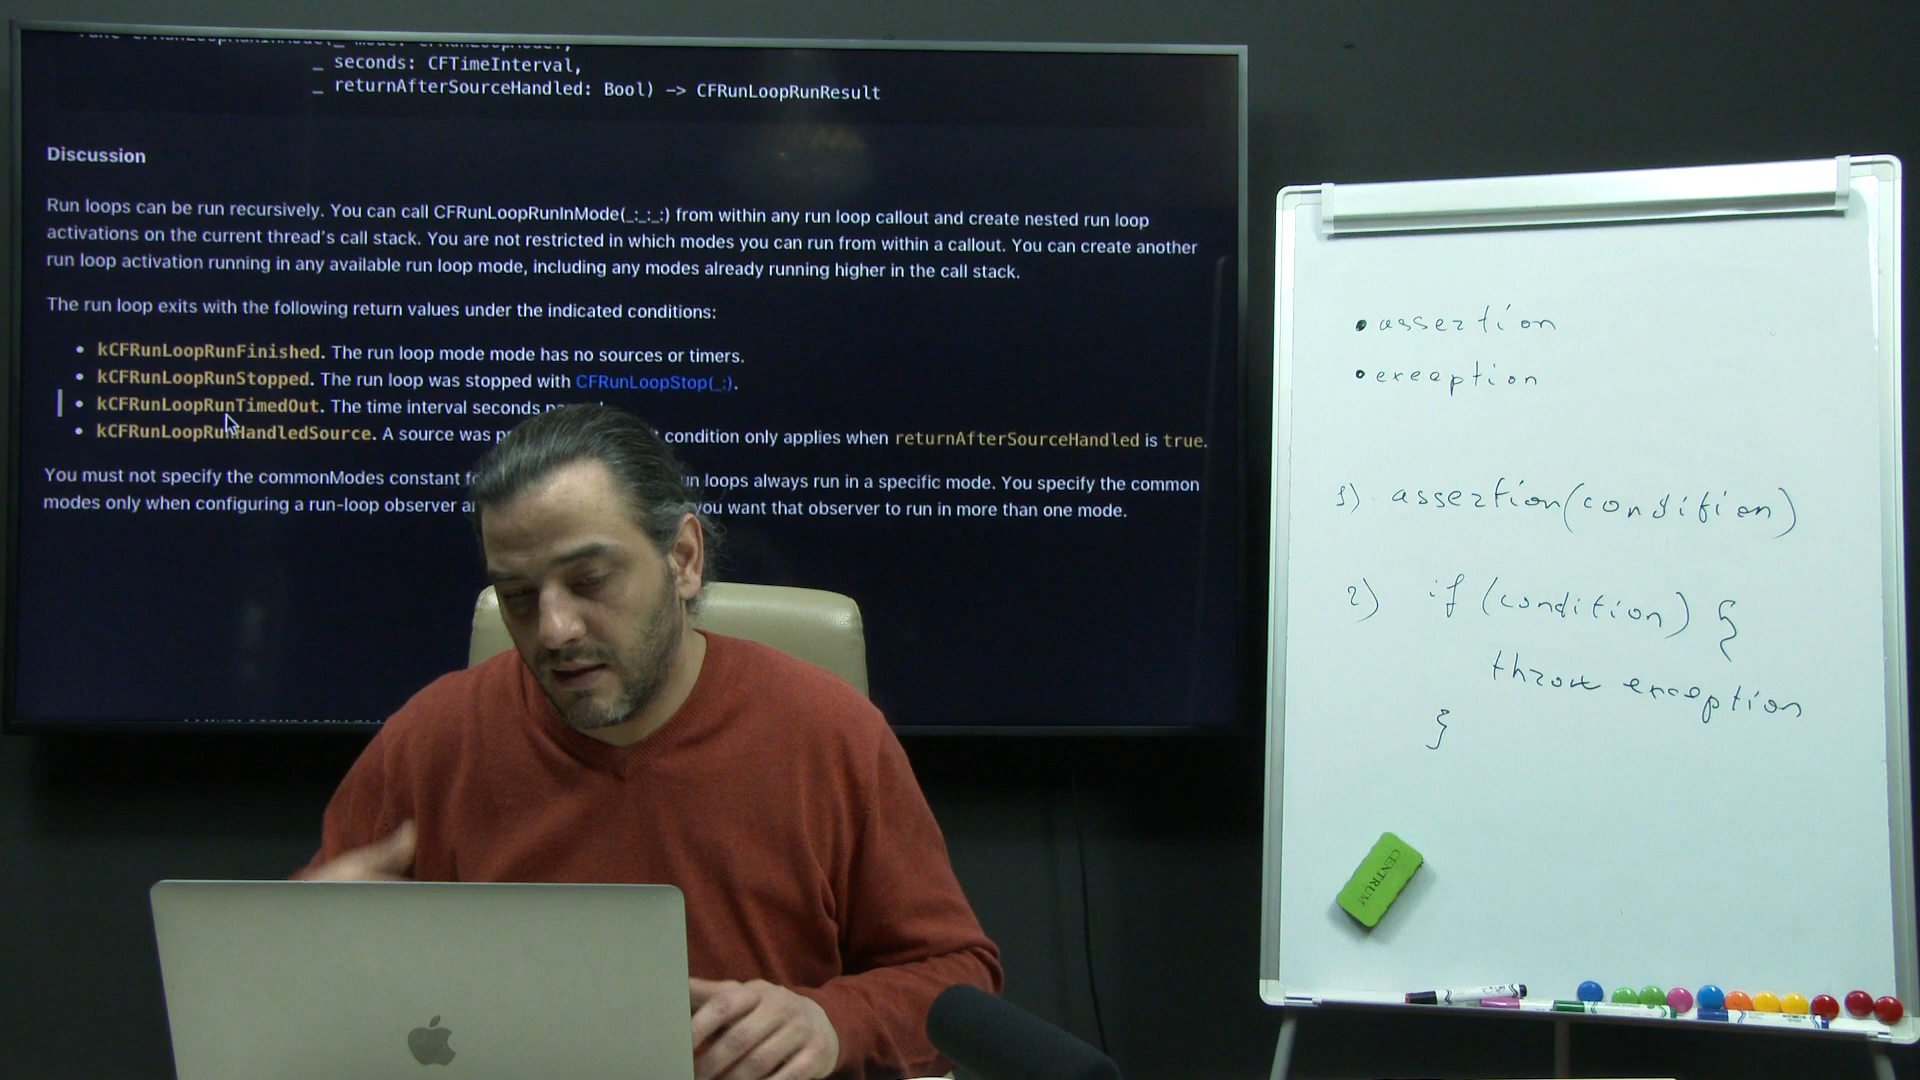 _ seconds: CFTimeInterval,
_ returnAfterSourceHandled: Bool) -> CFRunLoopRunResult
Discussion
Run loops can be run recursively. You can call CFRunLoopRunInMode(_:_:_:) from within any run loop callout and create nested run loop
activations on the current thread's call stack. You are not restricted in which modes you can run from within a callout. You can create another
run loop activation running in any available run loop mode, including any modes already running higher in the call stack.
The run loop exits with the following return values under the indicated conditions:
• kCFRunLoopRunFinished. The run loop mode mode has no sources or timers.
• kCFRunLoopRunStopped. The run loop was stopped with CFRunLoopStop(_:).
• kCFRunLoopRunTimedOut. The time interval seconds
• kCFRunLoopRunHandledSource. A source was condition only applies when returnAfterSourceHandled is true.
You must not specify the commonModes constant loops always run in a specific mode. You specify the common
modes only when configuring a run-loop observer you want that observer to run in more than one mode.
• assertion
• exception
1) assertion(condition)
2) if (condition) {
throw exception
}
CENTRUM